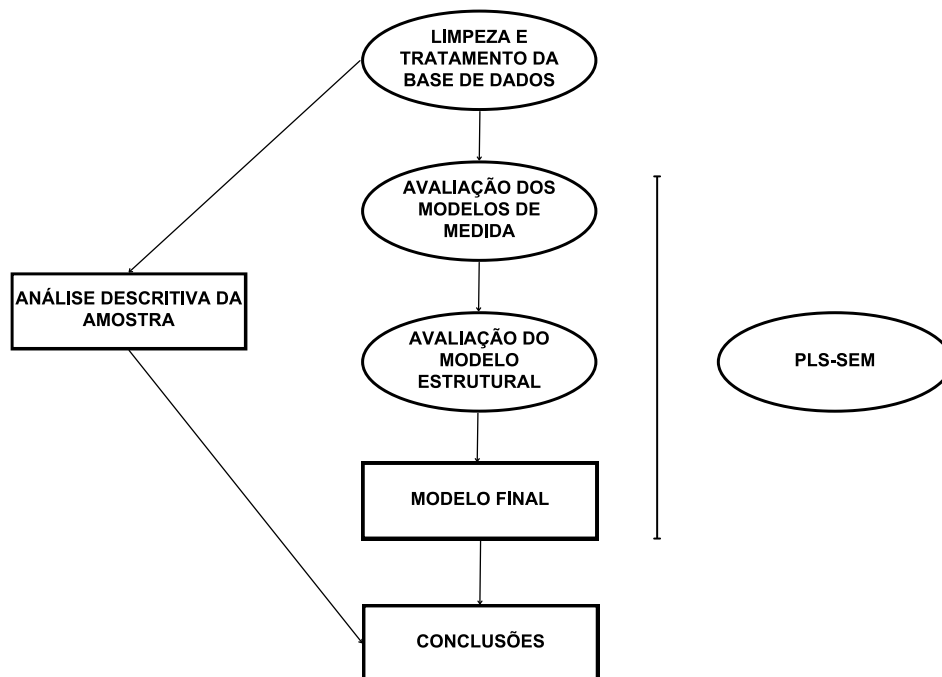 LIMPEZA E
TRATAMENTO DA
BASE DE DADOS
AVALIAÇÃO DOS
MODELOS DE
MEDIDA
ANÁLISE DESCRITIVA DA
AMOSTRA
AVALIAÇÃO DO
MODELO
ESTRUTURAL
PLS-SEM
MODELO FINAL
CONCLUSÕES